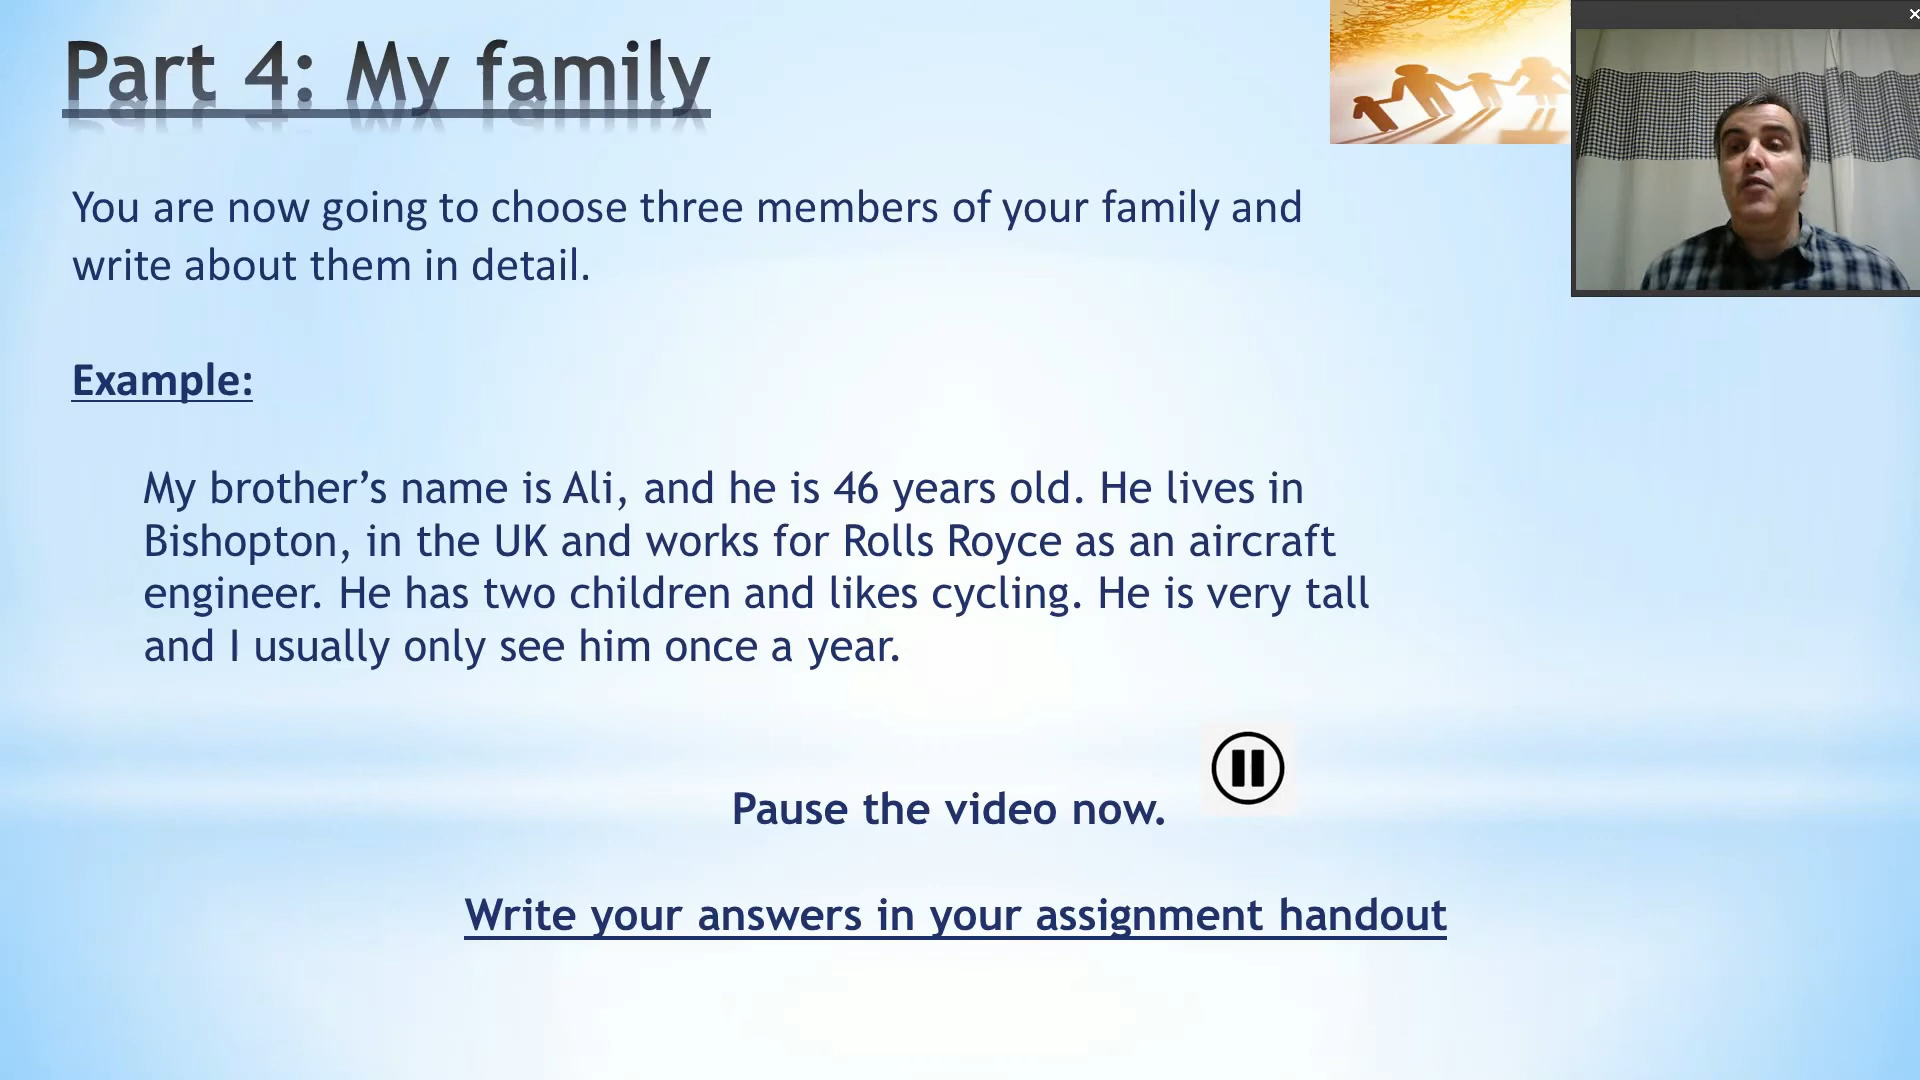 Part 4: My family
You are now going to choose three members of your family and
write about them in detail.
Example:
My brother’s name is Ali, and he is 46 years old. He lives in
Bishopton, in the UK and works for Rolls Royce as an aircraft
engineer. He has two children and likes cycling. He is very tall
and I usually only see him once a year.
Pause the video now.
Write your answers in your assignment handout